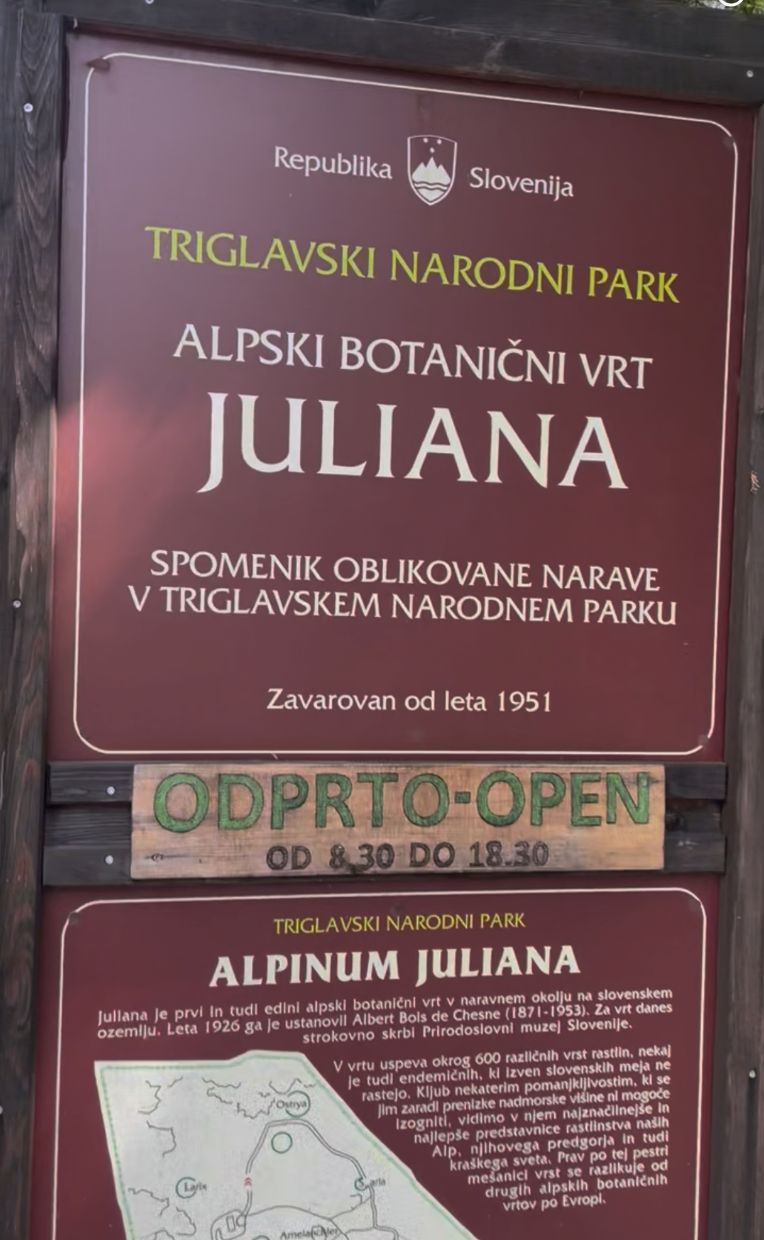 Republika Slovenija
TRIGLAVSKI NARODNI PARK
ALPSKI BOTANIČNI VRT
JULIANA
SPOMENIK OBLIKOVANE NARAVE
V TRIGLAVSKEM NARODNEM PARKU
Zavarovan od leta 1951
ODPRTO-OPEN
OD 8.30 DO 18.30
TRIGLAVSKI NARODNI PARK
ALPINUM JULIANA
Juliana je prvi in tudi edini alpski botanični vrt v naravnem okolju na slovenskem
ozemlju. Leta 1926 ga je ustanovil Albert Bois de Chesne (1871-1953). Za vrt danes
strokovno skrbi Prirodoslovni muzej Slovenije.
V vrtu uspeva okrog 600 različnih vrst rastlin, nekaj
je tudi endemičnih, ki izven slovenskih meja ne
rastejo. Kljub nekaterim pomanjkljivostim, ki se
jim zaradi prenizke nadmorske višine ni mogoče
izogniti, vidimo v njem najznačilnejše in
najlepše predstavnice rastlinstva naših
Alp, njihovega predgorja in tudi
kraškega sveta. Prav po tej pestri
mešanici vrst se razlikuje od
drugih alpskih botaničnih
vrtov po Evropi.
Ostrya
Larix